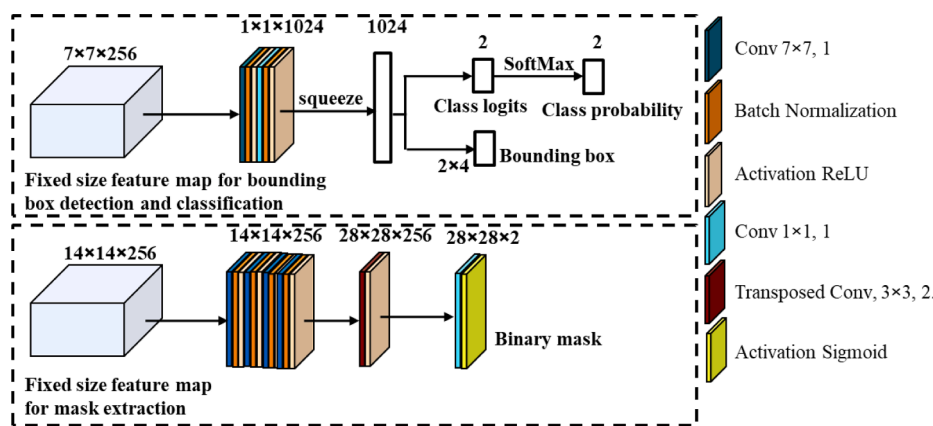 7×7×256
1×1×1024
1024
2
2
squeeze
SoftMax
Class logits
Class probability
2×4
Bounding box
Fixed size feature map for bounding
box detection and classification
14×14×256
14×14×256
28×28×256
28×28×2
Binary mask
Fixed size feature map
for mask extraction
Conv 7×7, 1
Batch Normalization
Activation ReLU
Conv 1×1, 1
Transposed Conv, 3×3, 2.
Activation Sigmoid